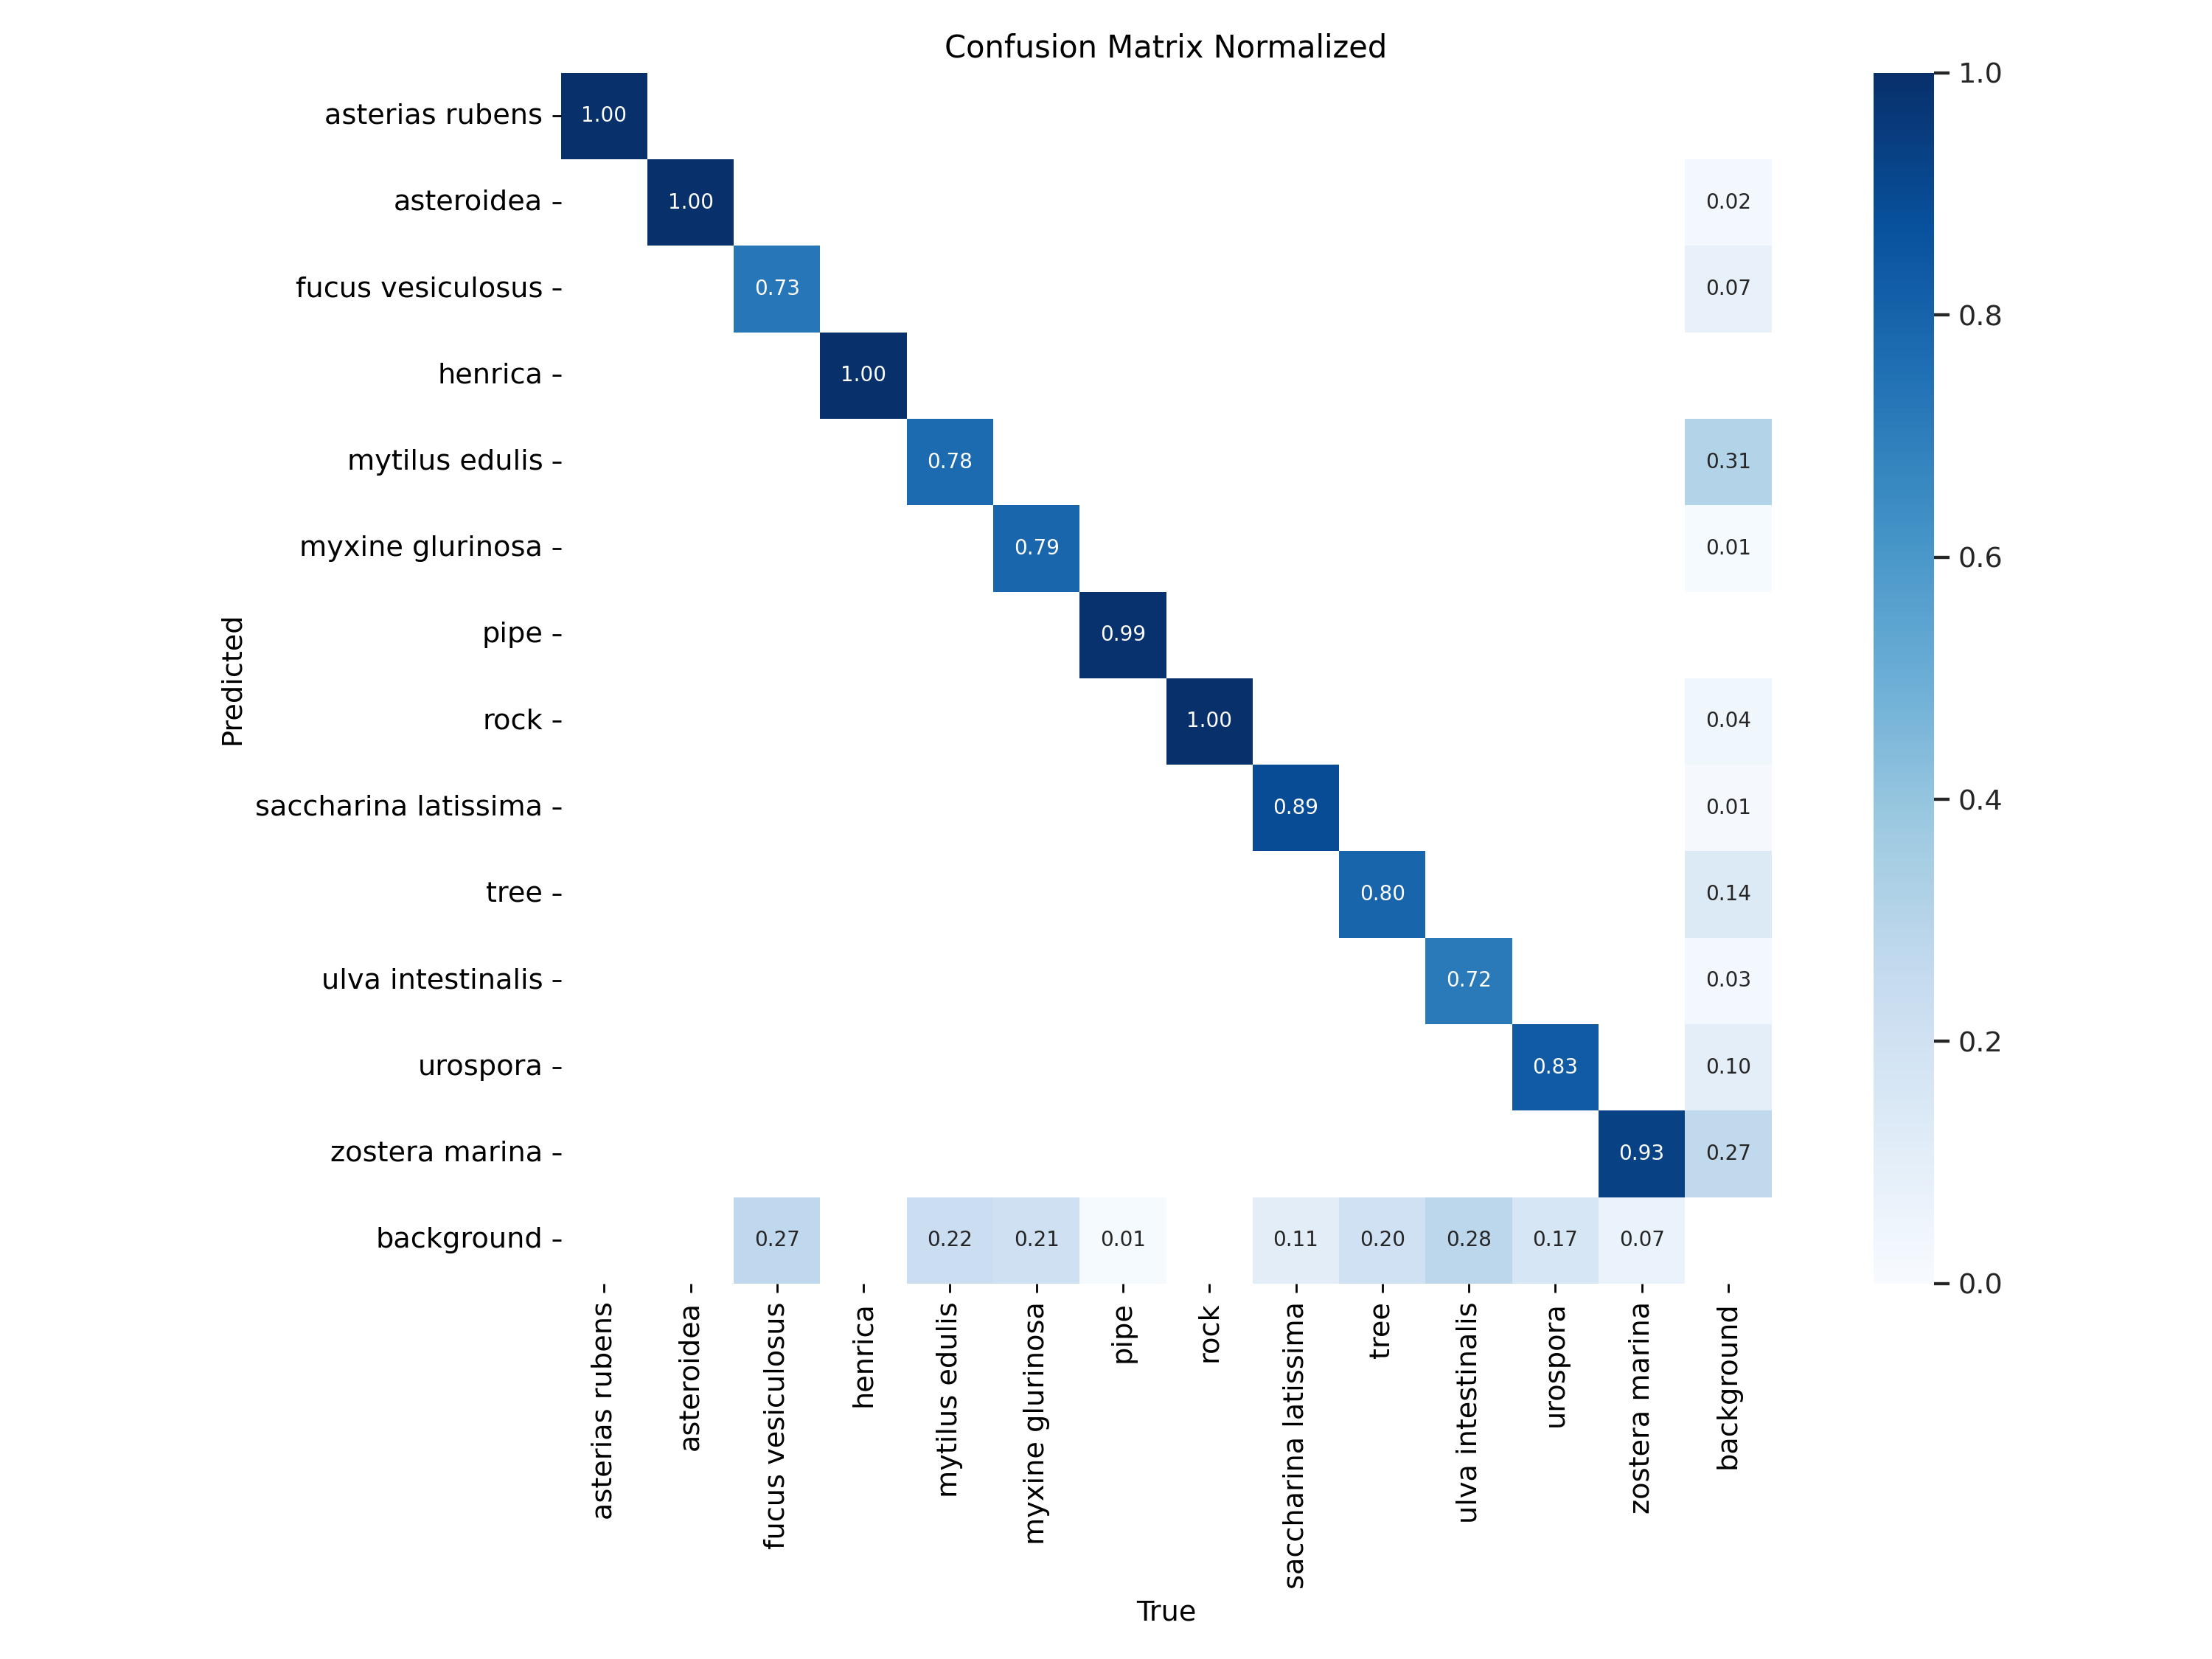 Confusion Matrix Normalized
asterias rubens
1.00
asteroidea
1.00
0.02
fucus vesiculosus
0.73
0.07
henrica
1.00
mytilus edulis
0.78
0.31
myxine glurinosa
0.79
0.01
pipe
0.99
rock
1.00
0.04
saccharina latissima
0.89
0.01
tree
0.80
0.14
ulva intestinalis
0.72
0.03
urospora
0.83
0.10
zostera marina
0.93
0.27
background
0.27
0.22
0.21
0.01
0.11
0.20
0.28
0.17
0.07
Predicted
asterias rubens
asteroidea
fucus vesiculosus
henrica
mytilus edulis
myxine glurinosa
pipe
rock
saccharina latissima
tree
ulva intestinalis
urospora
zostera marina
background
True
1.0
0.8
0.6
0.4
0.2
0.0